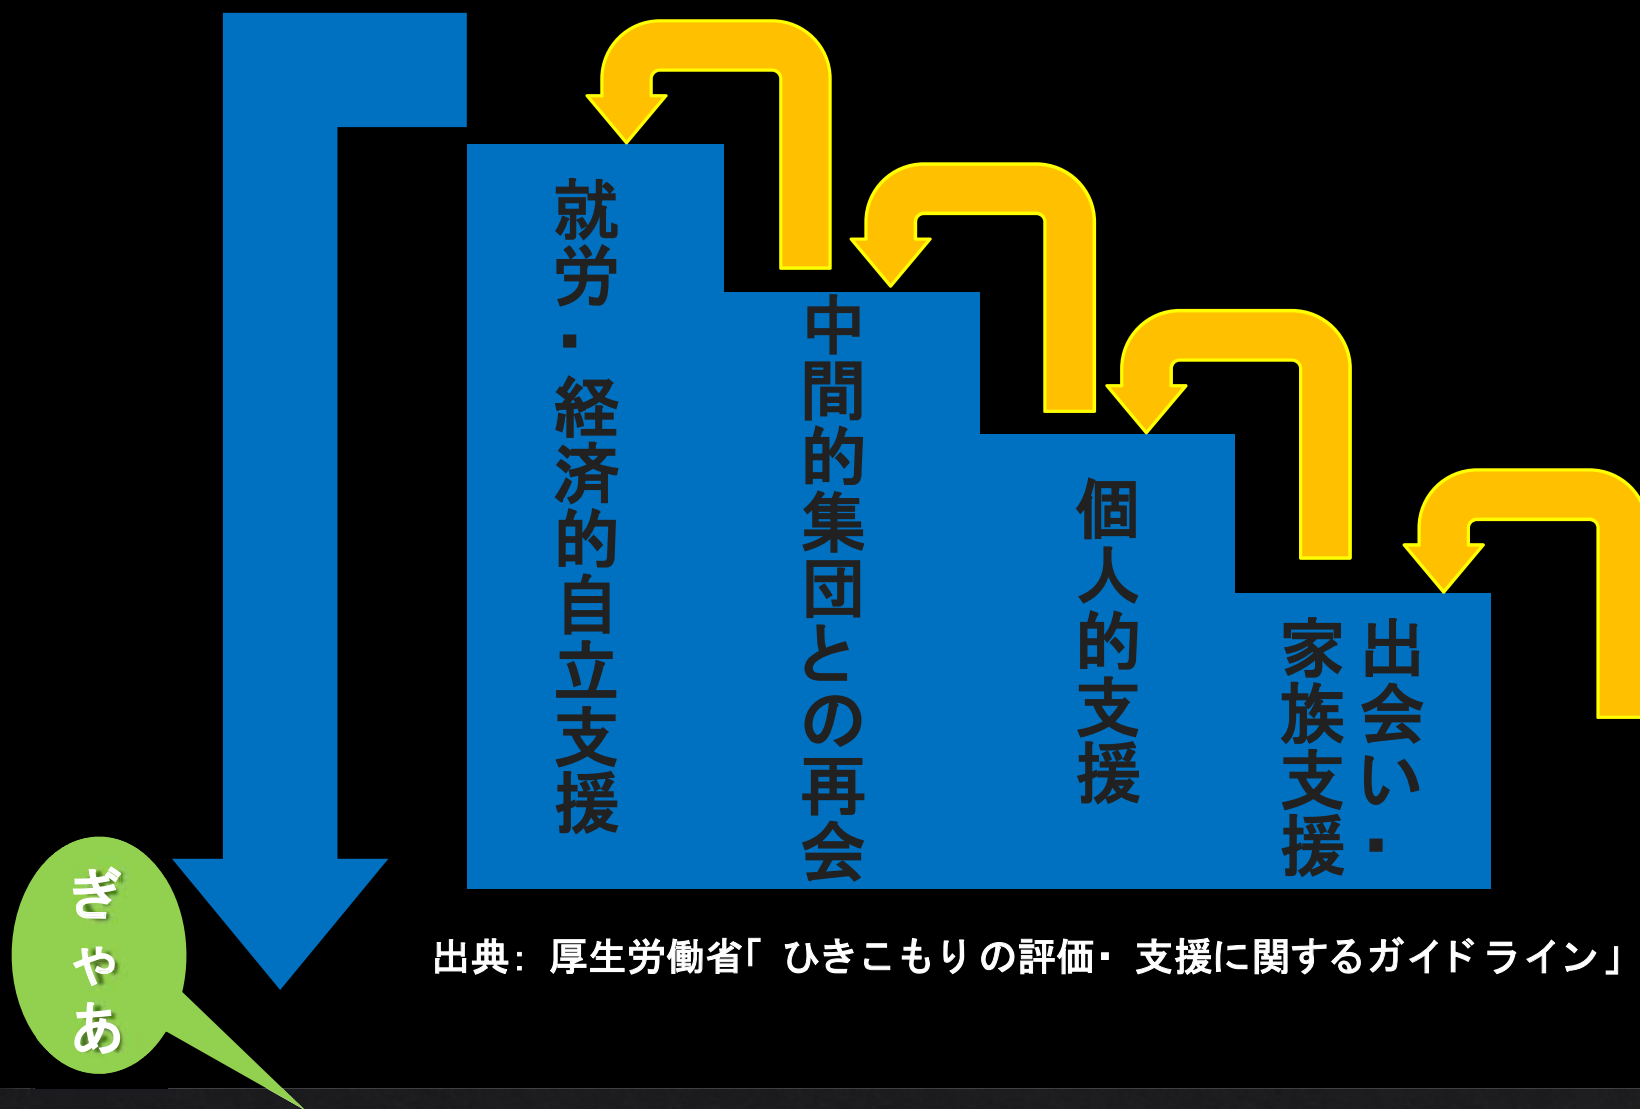 就労・経済的自立支援
中間的集団との再会
個人的支援
出会い・
家族支援
ぎゃあ
出典：厚生労働省「ひきこもりの評価・支援に関するガイドライン」